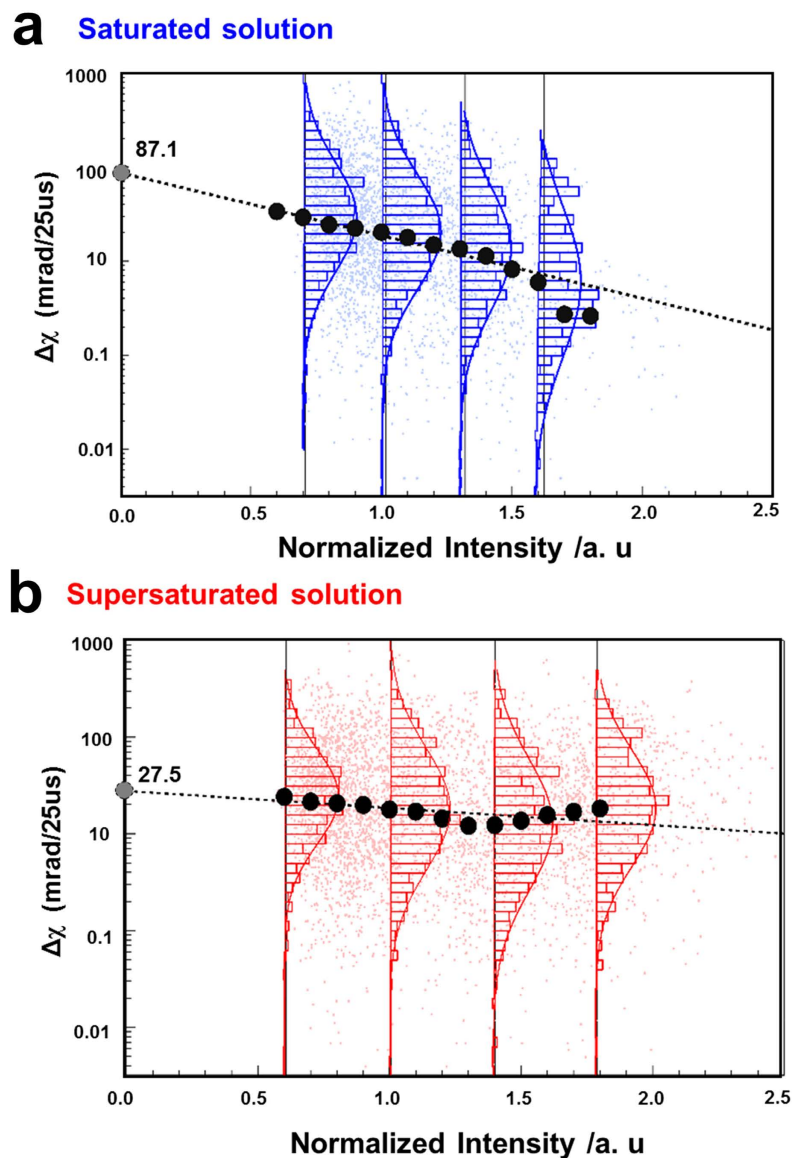 a Saturated solution
1000
100
10
0.1
0.01
87.1
Δχ (mrad/25us)
0.0 0.5 1.0 1.5 2.0 2.5
Normalized Intensity /a. u
b Supersaturated solution
1000
100
10
0.1
0.01
27.5
Δχ (mrad/25us)
0.0 0.5 1.0 1.5 2.0 2.5
Normalized Intensity /a. u